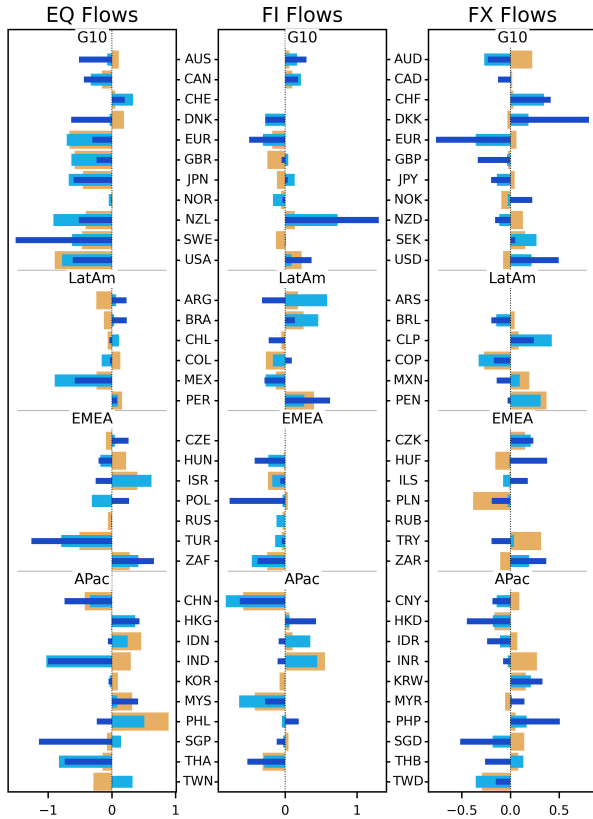 EQ Flows FI Flows FX Flows
G10 G10 G10
AUS AUD
CAN CAD
CHE CHF
DNK DKK
EUR EUR
GBR GBP
JPN JPY
NOR NOK
NZL NZD
SWE SEK
USA USD
LatAm LatAm LatAm
ARG ARS
BRA BRL
CHL CLP
COL COP
MEX MXN
PER PEN
EMEA EMEA EMEA
CZE CZK
HUN HUF
ISR ILS
POL PLN
RUS RUB
TUR TRY
ZAF ZAR
APac APac APac
CHN CNY
HKG HKD
IDN IDR
IND INR
KOR KRW
MYS MYR
PHL PHP
SGP SGD
THA THB
TWN TWD
−1 0 1 0 1 −0.5 0.0 0.5